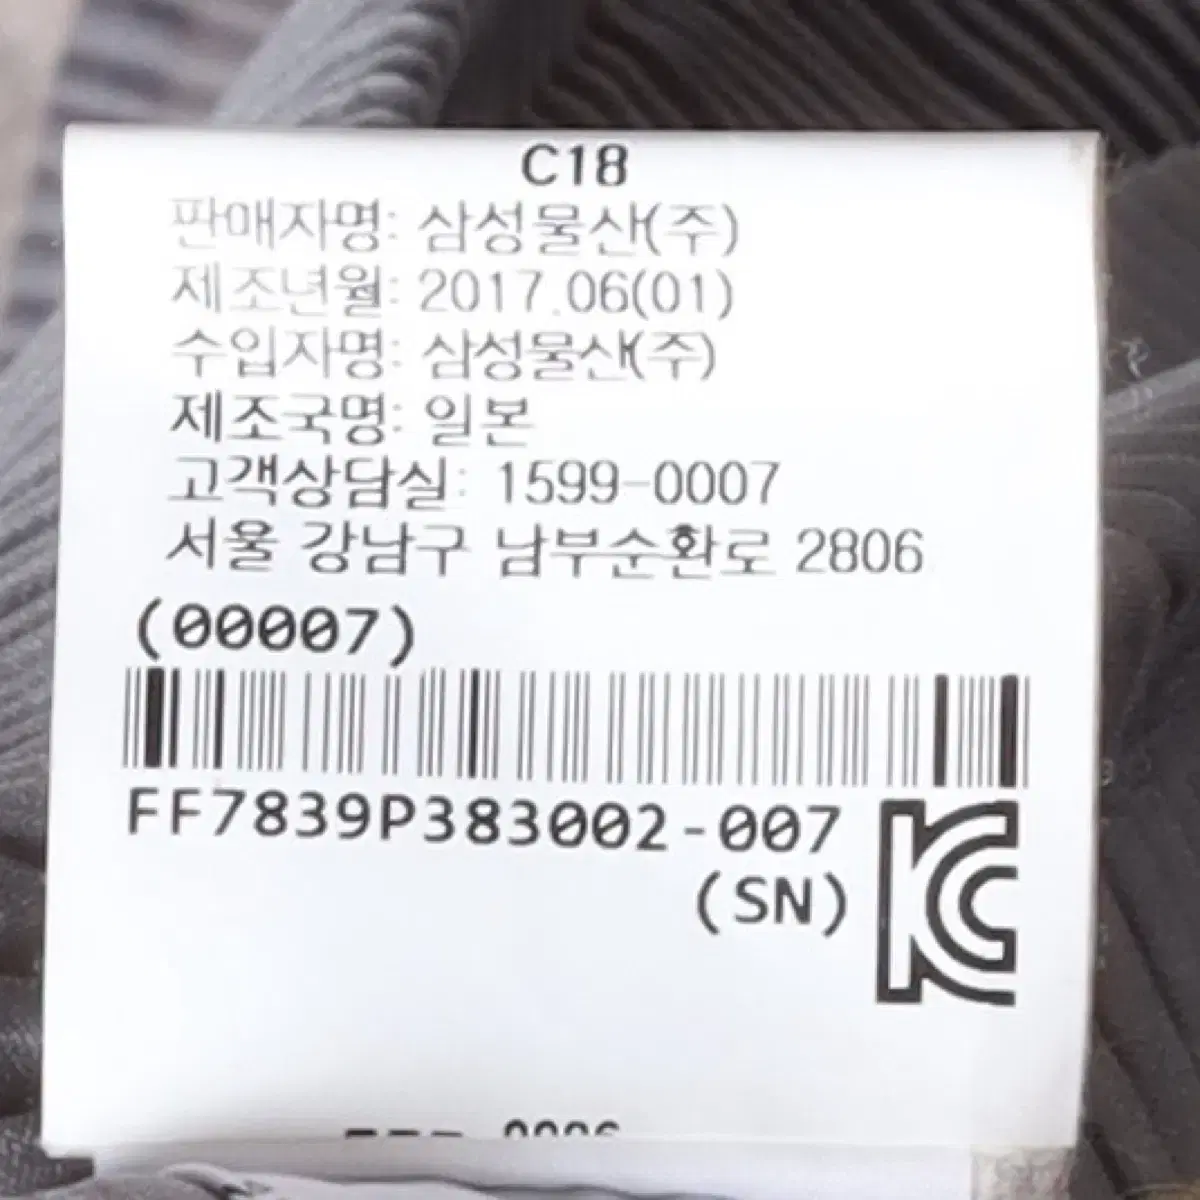 C18
판매자명: 삼성물산(주)
제조년월: 2017.06(01)
수입자명: 삼성물산(주)
제조국명: 일본
고객상담실: 1599-0007
서울 강남구 남부순환로 2806
(00007)
FF7839P383002-007
(SN)
KC